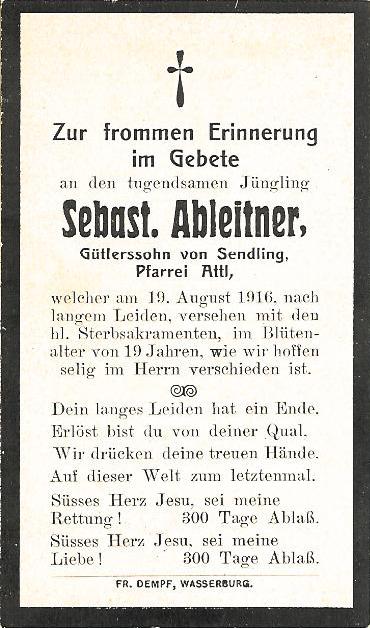 Zur frommen Erinnerung
im Gebete
an den tugendsamen Jüngling
Sebast. Ableitner,
Gütlerssohn von Sendling,
Pfarrei Attl,
welcher am 19. August 1916, nach
langem Leiden, versehen mit den
hl. Sterbsakramenten, im Blüten-
alter von 19 Jahren, wie wir hoffen
selig im Herrn verschieden ist.
Dein langes Leiden hat ein Ende.
Erlöst bist du von deiner Qual.
Wir drücken deine treuen Hände.
Auf dieser Welt zum letztenmal.
Süsses Herz Jesu, sei meine
Rettung! 300 Tage Ablaß.
Süsses Herz Jesu, sei meine
Liebe! 300 Tage Ablaß.
FR. DEMPF, WASSERBURG.